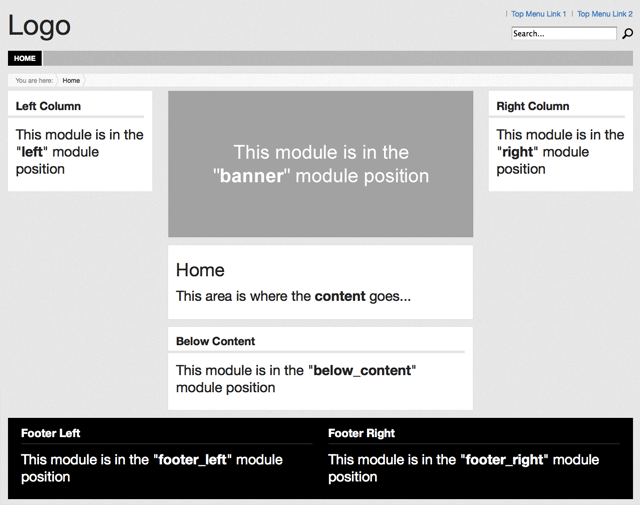 Logo
Top Menu Link 1
Top Menu Link 2
Search...
HOME
You are here: Home
Left Column
This module is in the
"left" module
position
This module is in the
"banner" module position
Right Column
This module is in the
"right" module
position
Home
This area is where the content goes...
Below Content
This module is in the "below_content"
module position
Footer Left
This module is in the "footer_left" module
position
Footer Right
This module is in the "footer_right" module
position